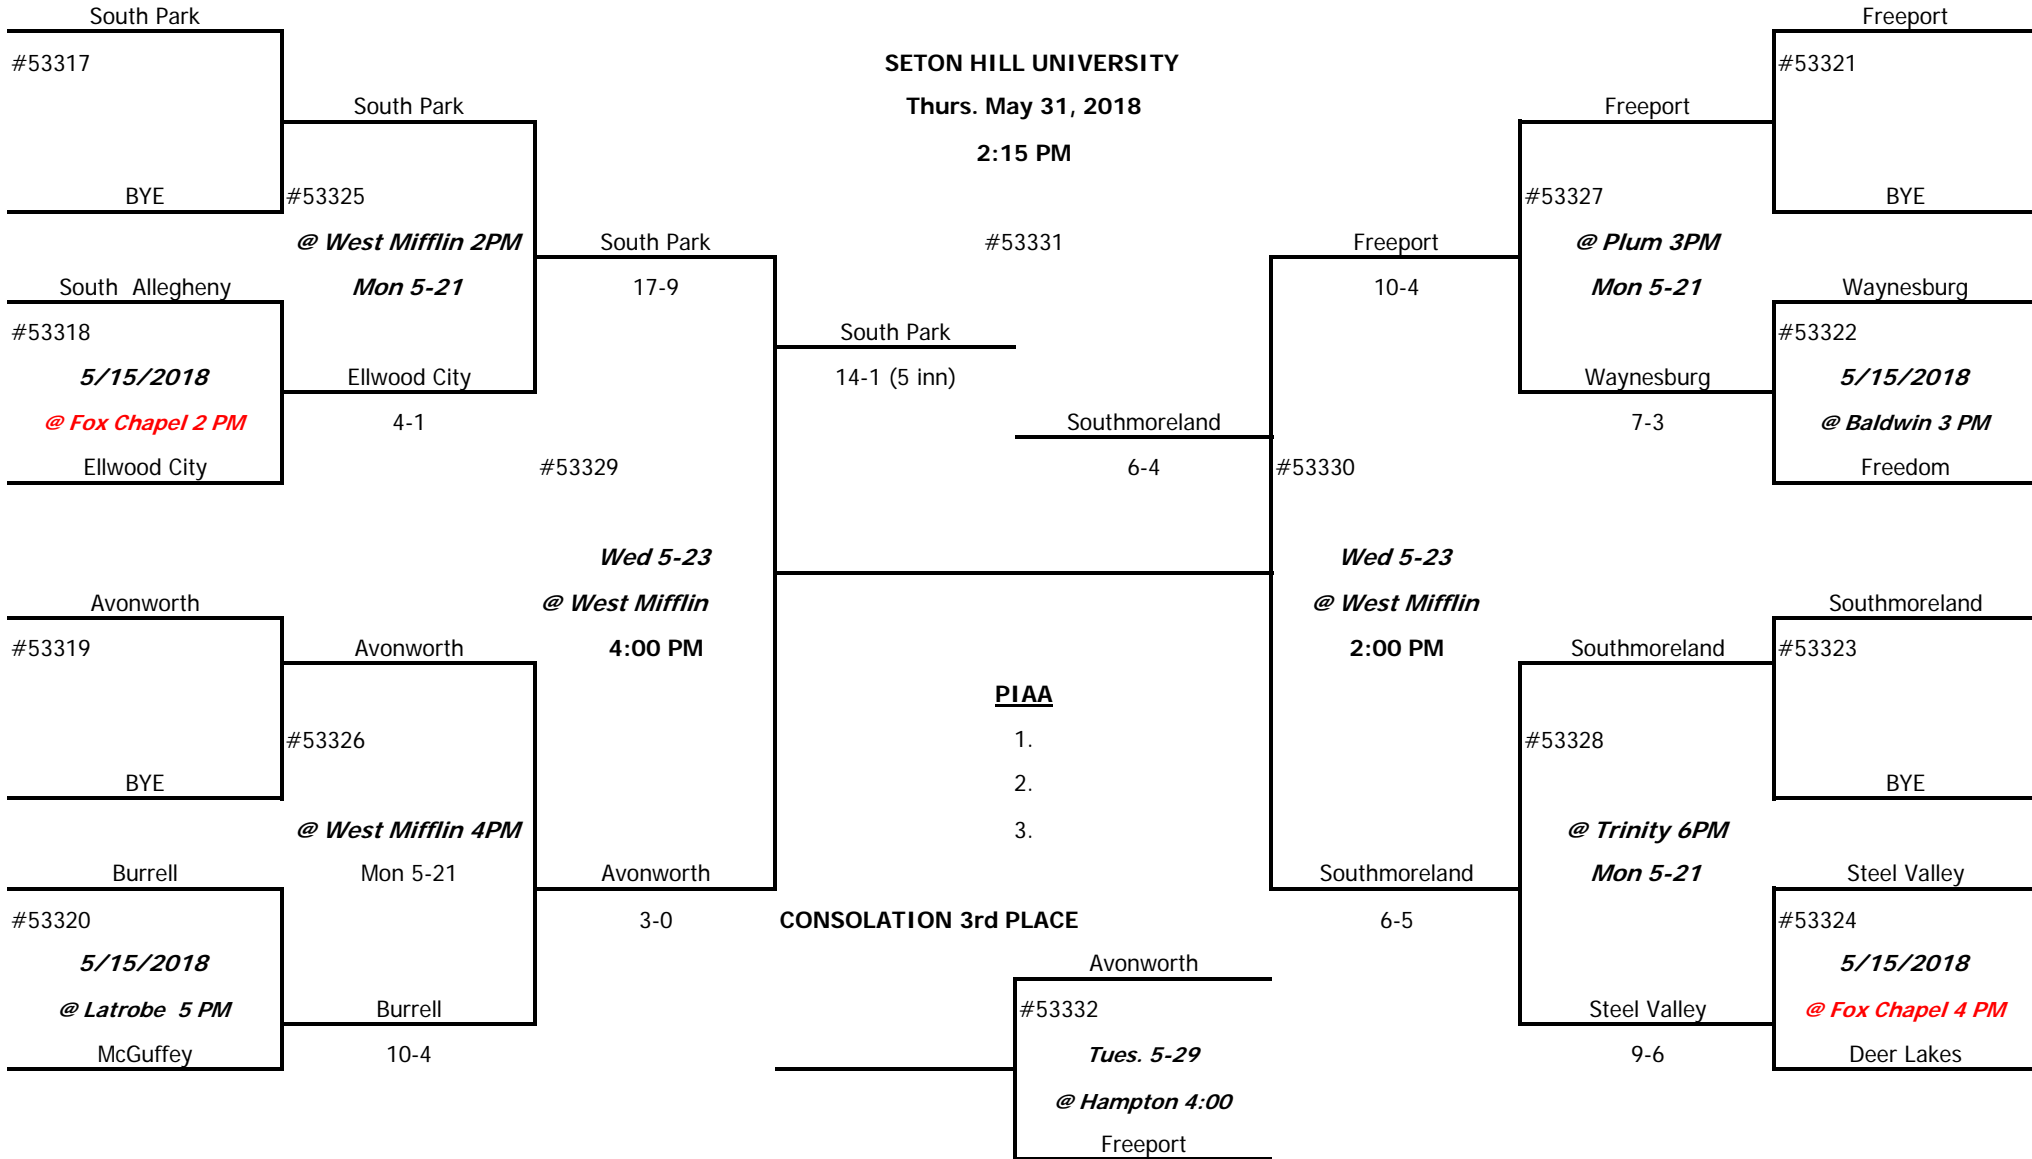 South Park
Freeport
#53317
SETON HILL UNIVERSITY
#53321
South Park
Thurs. May 31, 2018
Freeport
2:15 PM
BYE
#53325
#53327
BYE
@ West Mifflin 2PM
South Park
#53331
Freeport
@ Plum 3PM
South Allegheny
Mon 5-21
17-9
10-4
Mon 5-21
Waynesburg
#53318
South Park
#53322
5/15/2018
Ellwood City
14-1 (5 inn)
Waynesburg
5/15/2018
@ Fox Chapel 2 PM
4-1
Southmoreland
7-3
@ Baldwin 3 PM
Ellwood City
#53329
6-4
#53330
Freedom
Wed 5-23
Wed 5-23
Avonworth
@ West Mifflin
@ West Mifflin
Southmoreland
#53319
Avonworth
4:00 PM
2:00 PM
Southmoreland
#53323
PIAA
#53326
1.
#53328
BYE
2.
BYE
@ West Mifflin 4PM
3.
@ Trinity 6PM
Burrell
Mon 5-21
Avonworth
Southmoreland
Mon 5-21
Steel Valley
#53320
3-0
CONSOLATION 3rd PLACE
6-5
#53324
5/15/2018
Avonworth
5/15/2018
@ Latrobe 5 PM
Burrell
#53332
Steel Valley
@ Fox Chapel 4 PM
McGuffey
10-4
Tues. 5-29
9-6
Deer Lakes
@ Hampton 4:00
Freeport